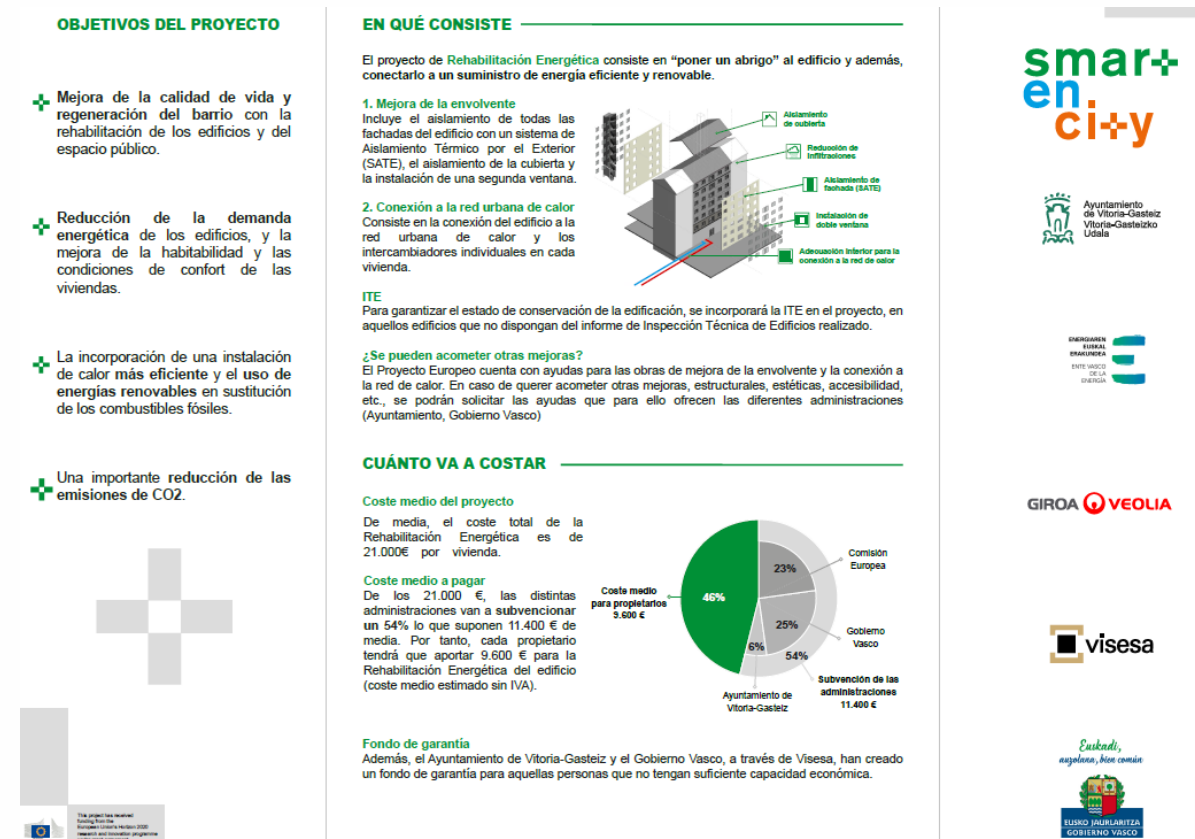 OBJETIVOS DEL PROYECTO
Mejora de la calidad de vida y
regeneración del barrio con la
rehabilitación de los edificios y del
espacio público.
Reducción de la demanda
energética de los edificios, y la
mejora de la habitabilidad y las
condiciones de confort de las
viviendas.
La incorporación de una instalación
de calor más eficiente y el uso de
energías renovables en sustitución
de los combustibles fósiles.
Una importante reducción de las
emisiones de CO2.
This project has received
funding from the
European Union's Horizon 2020
research and innovation programme
EN QUÉ CONSISTE
El proyecto de Rehabilitación Energética consiste en “poner un abrigo” al edificio y además,
conectarlo a un suministro de energía eficiente y renovable.
1. Mejora de la envolvente
Incluye el aislamiento de todas las
fachadas del edificio con un sistema de
Aislamiento Térmico por el Exterior
(SATE), el aislamiento de la cubierta y
la instalación de una segunda ventana.
2. Conexión a la red urbana de calor
Consiste en la conexión del edificio a la
red urbana de calor y los
intercambiadores individuales en cada
vivienda.
Aislamiento
de cubierta
Reducción de
Infiltraciones
Aislamiento de
fachada (SATE)
Instalación de
doble ventana
Adecuación Interior para la
conexión a la red de calor
ITE
Para garantizar el estado de conservación de la edificación, se incorporará la ITE en el proyecto, en
aquellos edificios que no dispongan del informe de Inspección Técnica de Edificios realizado.
¿Se pueden acometer otras mejoras?
El Proyecto Europeo cuenta con ayudas para las obras de mejora de la envolvente y la conexión a
la red de calor. En caso de querer acometer otras mejoras, estructurales, estéticas, accesibilidad,
etc., se podrán solicitar las ayudas que para ello ofrecen las diferentes administraciones
(Ayuntamiento, Gobierno Vasco)
CUÁNTO VA A COSTAR
Coste medio del proyecto
De media, el coste total de la
Rehabilitación Energética es de
21.000€ por vivienda.
Coste medio a pagar
De los 21.000 €, las distintas
administraciones van a subvencionar
un 54% lo que suponen 11.400 € de
media. Por tanto, cada propietario
tendrá que aportar 9.600 € para la
Rehabilitación Energética del edificio
(coste medio estimado sin IVA).
Coste medio
para propietarios
9.600 €
46%
23%
25%
6%
54%
Comisión
Europea
Gobierno
Vasco
Subvención de las
administraciones
11.400 €
Ayuntamiento de
Vitoria-Gasteiz
Fondo de garantía
Además, el Ayuntamiento de Vitoria-Gasteiz y el Gobierno Vasco, a través de Visesa, han creado
un fondo de garantía para aquellas personas que no tengan suficiente capacidad económica.
smart
en
city
Ayuntamiento
de Vitoria-Gasteiz
Vitoria-Gasteizko
Udala
ENERGIAREN
EUSKAL
ERAKUNDEA
ENTE VASCO
DE LA
ENERGÍA
GIROA VEOLIA
visesa
Euskadi,
auzolana, bien común
EUSKO JAURLARITZA
GOBIERNO VASCO